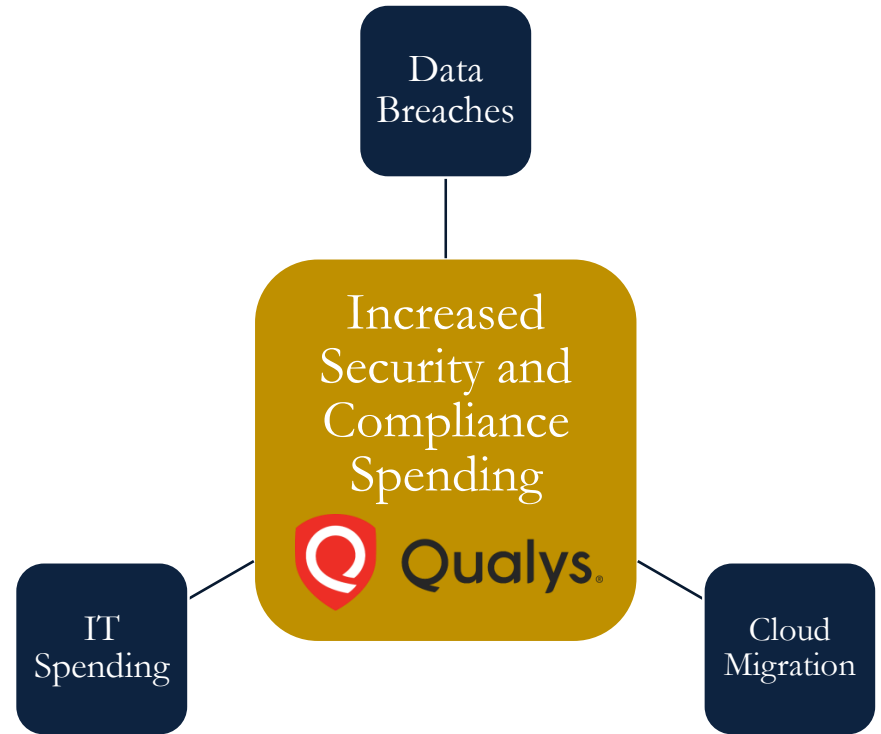 Data
Breaches
Increased
Security and
Compliance
Spending
Qualys.®
IT
Spending
Cloud
Migration